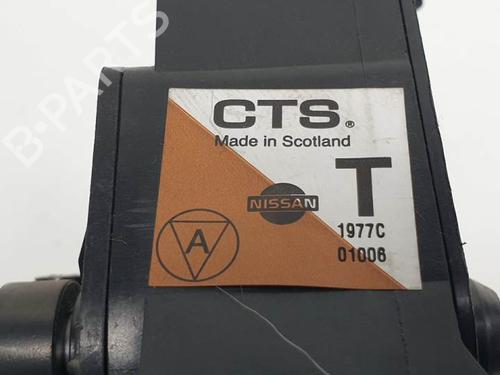 B-PARTS
CTS®
Made in Scotland
T
NISSAN
1977C
A
01006